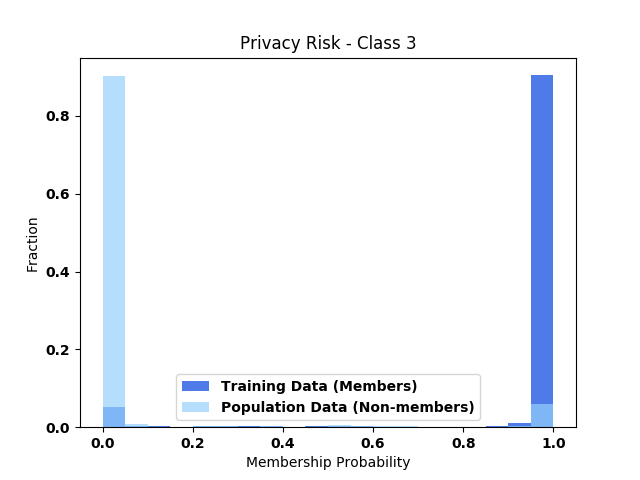 Privacy Risk - Class 3
Fraction
0.8
0.6
0.4
0.2
0.0
Training Data (Members)
Population Data (Non-members)
0.0 0.2 0.4 0.6 0.8 1.0
Membership Probability